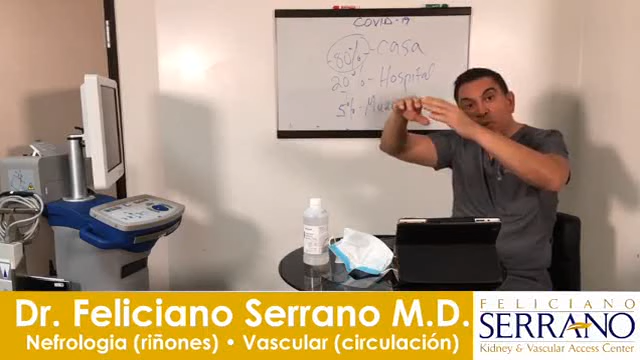 COVID-19
80% - casa
20% - Hospital
5% -
Dr. Feliciano Serrano M.D.
Nefrologia (riñones) • Vascular (circulación)
FELICIANO
SERRANO
Kidney & Vascular Access Center